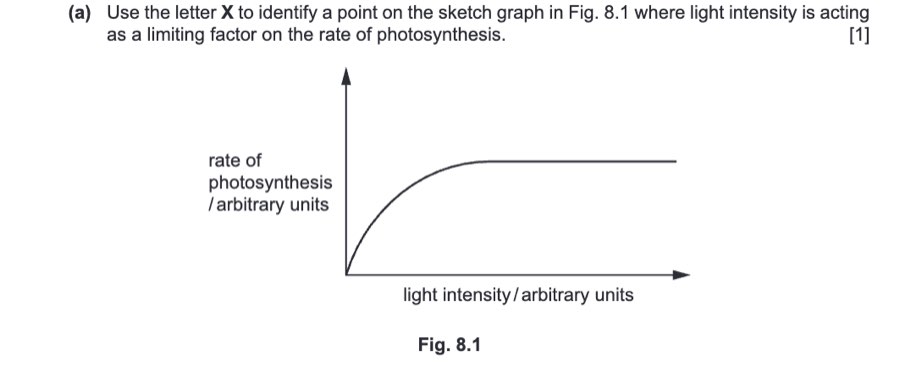 (a) Use the letter X to identify a point on the sketch graph in Fig. 8.1 where light intensity is acting
as a limiting factor on the rate of photosynthesis. [1]
rate of
photosynthesis
/ arbitrary units
light intensity / arbitrary units
Fig. 8.1